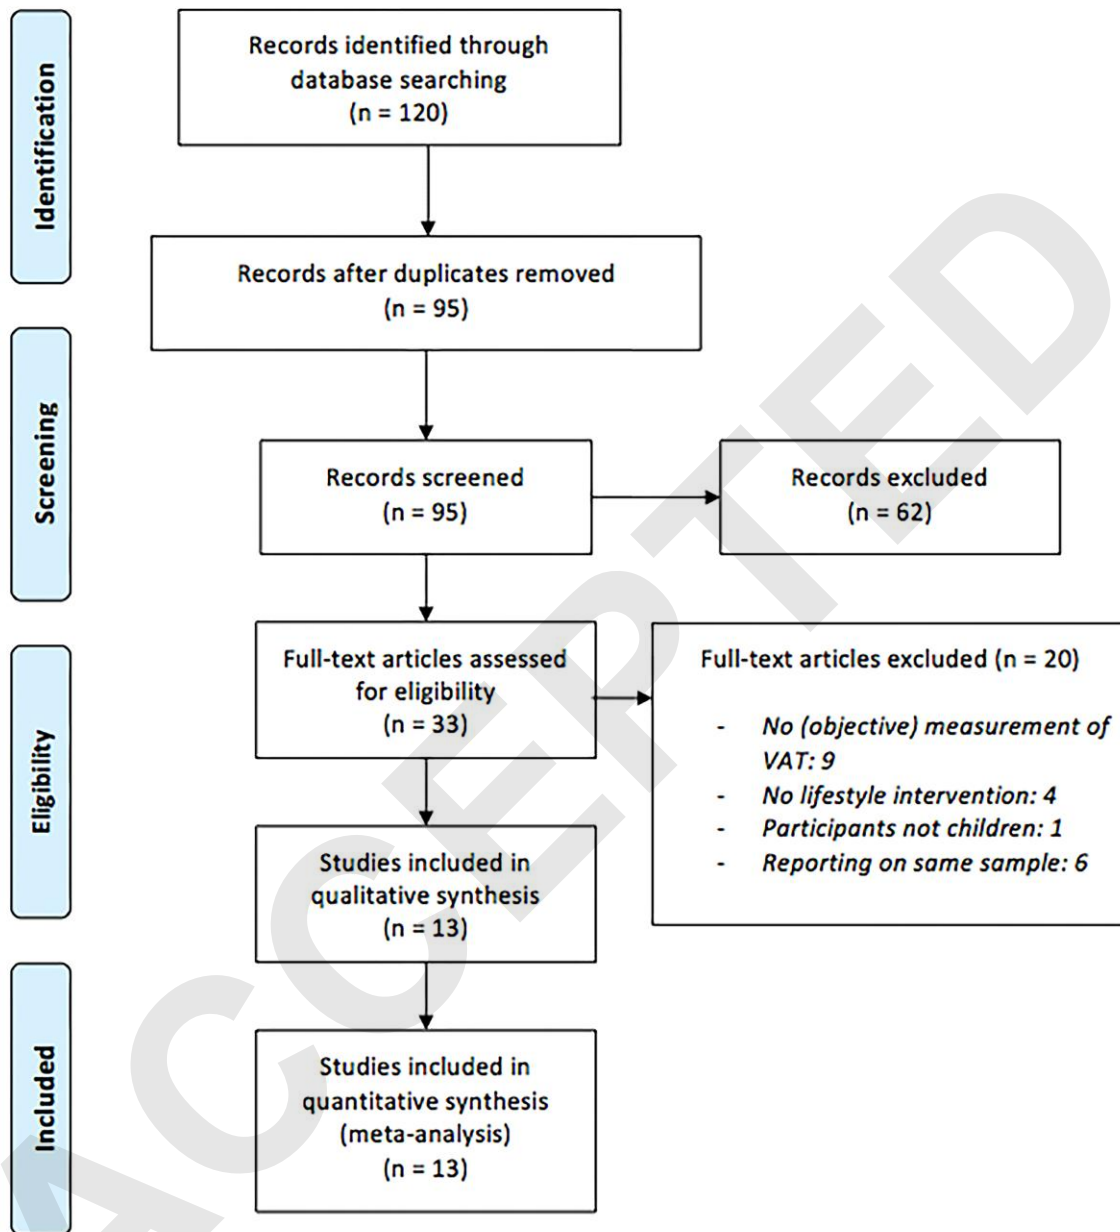 Identification
Records identified through
database searching
(n = 120)
Records after duplicates removed
(n = 95)
Screening
Records screened
(n = 95)
Records excluded
(n = 62)
Eligibility
Full-text articles assessed
for eligibility
(n = 33)
Full-text articles excluded (n = 20)
- No (objective) measurement of
VAT: 9
- No lifestyle intervention: 4
- Participants not children: 1
- Reporting on same sample: 6
Studies included in
qualitative synthesis
(n = 13)
Included
Studies included in
quantitative synthesis
(meta-analysis)
(n = 13)
ACCEPTED